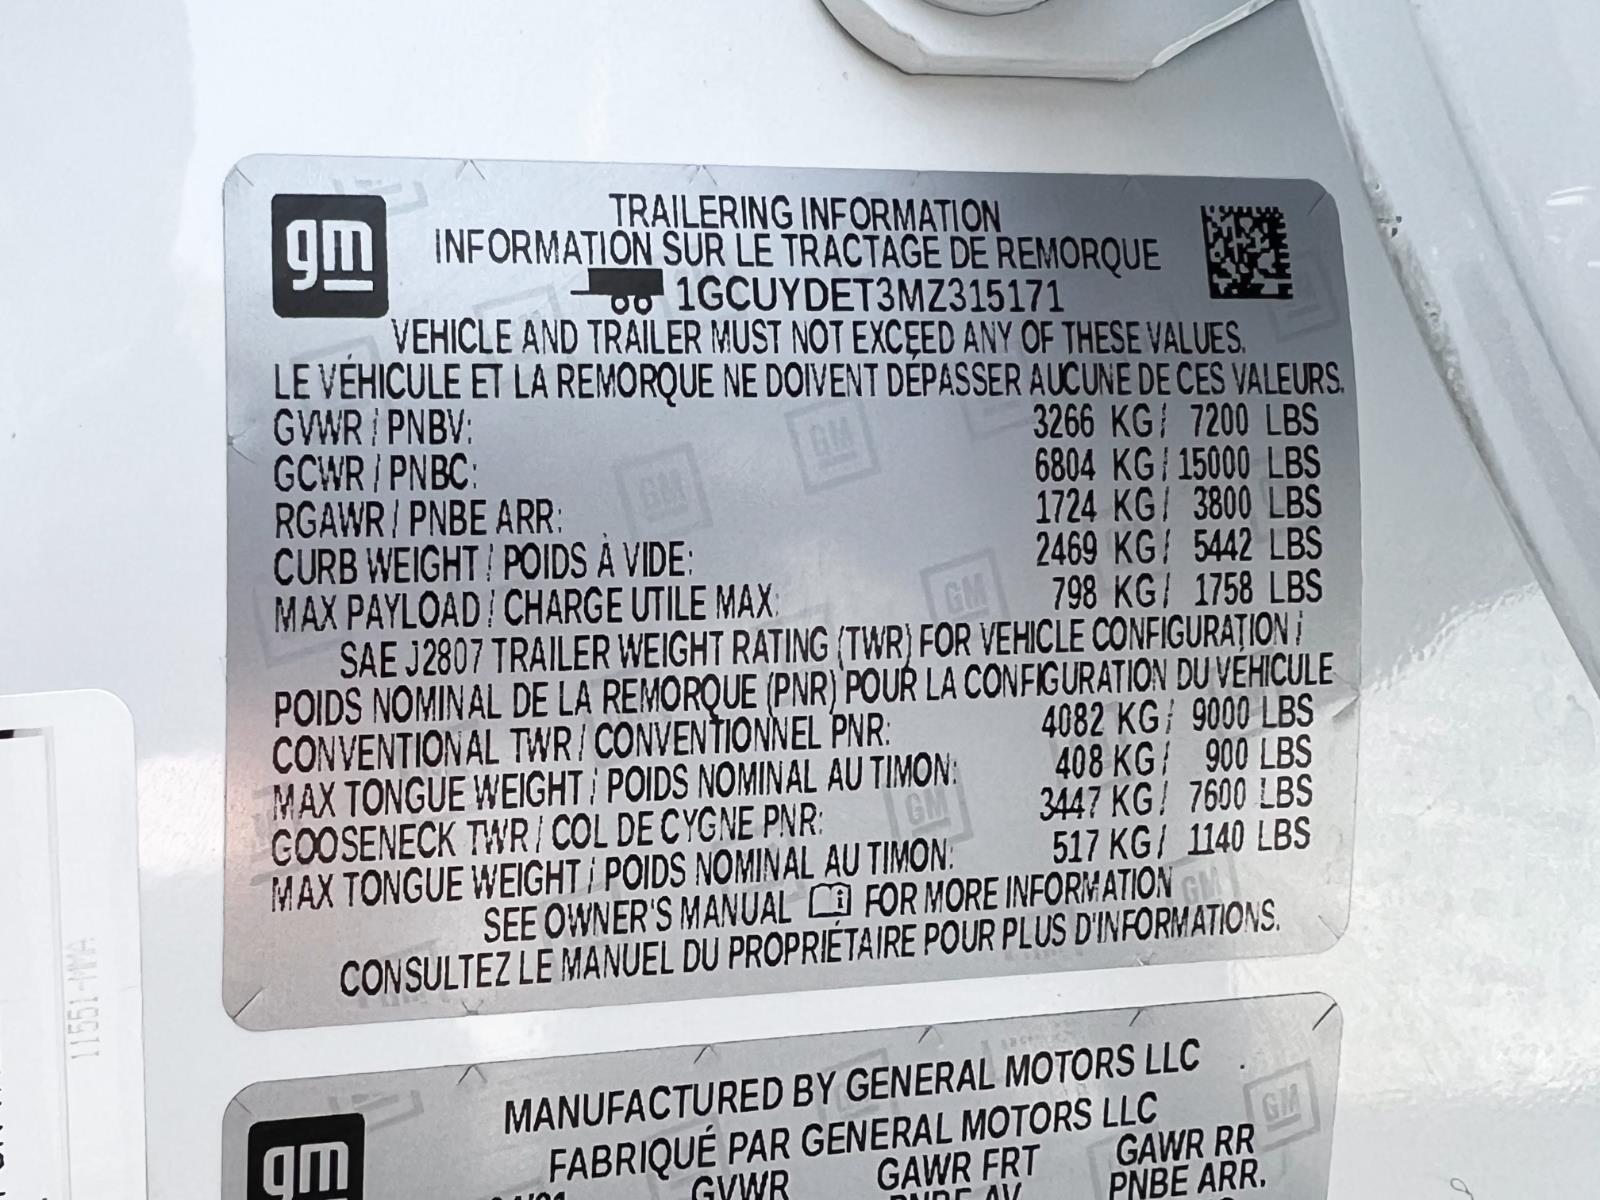 gm
TRAILERING INFORMATION
INFORMATION SUR LE TRACTAGE DE REMORQUE
1GCUYDET3MZ315171
VEHICLE AND TRAILER MUST NOT EXCEED ANY OF THESE VALUES.
LE VÉHICULE ET LA REMORQUE NE DOIVENT DÉPASSER AUCUNE DE CES VALEURS.
GVWR / PNBV: 3266 KG / 7200 LBS
GCWR / PNBC: 6804 KG / 15000 LBS
RGAWR / PNBE ARR: 1724 KG / 3800 LBS
CURB WEIGHT / POIDS À VIDE: 2469 KG / 5442 LBS
MAX PAYLOAD / CHARGE UTILE MAX: 798 KG / 1758 LBS
SAE J2807 TRAILER WEIGHT RATING (TWR) FOR VEHICLE CONFIGURATION /
POIDS NOMINAL DE LA REMORQUE (PNR) POUR LA CONFIGURATION DU VÉHICULE
CONVENTIONAL TWR / CONVENTIONNEL PNR: 4082 KG / 9000 LBS
MAX TONGUE WEIGHT / POIDS NOMINAL AU TIMON: 408 KG / 900 LBS
GOOSENECK TWR / COL DE CYGNE PNR: 3447 KG / 7600 LBS
MAX TONGUE WEIGHT / POIDS NOMINAL AU TIMON: 517 KG / 1140 LBS
SEE OWNER'S MANUAL FOR MORE INFORMATION
CONSULTEZ LE MANUEL DU PROPRIÉTAIRE POUR PLUS D'INFORMATIONS.
11551-MMA
gm
MANUFACTURED BY GENERAL MOTORS LLC
FABRIQUÉ PAR GENERAL MOTORS LLC
GVWR GAWR FRT GAWR RR
PNBE AV PNBE ARR.